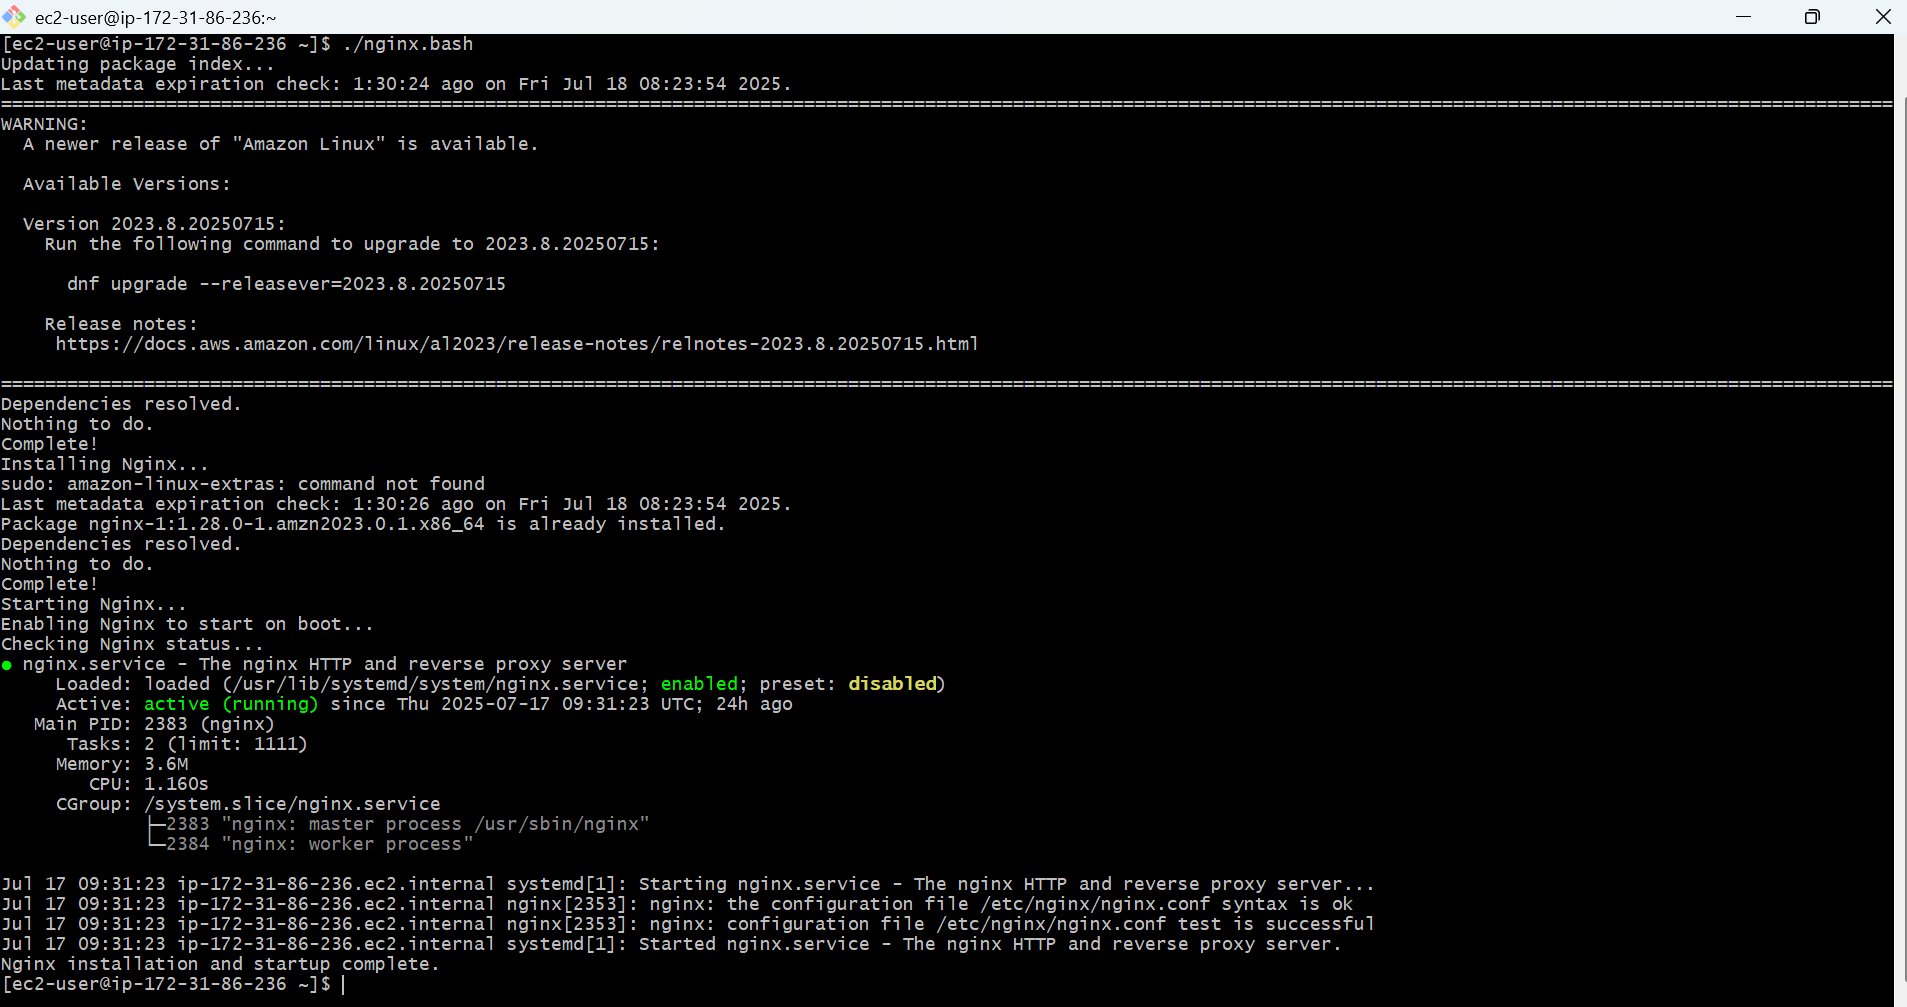 ec2-user@ip-172-31-86-236:~
[ec2-user@ip-172-31-86-236 ~]$ ./nginx.bash
Updating package index...
Last metadata expiration check: 1:30:24 ago on Fri Jul 18 08:23:54 2025.
============================================================================================================================================================================
WARNING:
  A newer release of "Amazon Linux" is available.

  Available Versions:

  Version 2023.8.20250715:
    Run the following command to upgrade to 2023.8.20250715:

      dnf upgrade --releasever=2023.8.20250715

    Release notes:
     https://docs.aws.amazon.com/linux/al2023/release-notes/relnotes-2023.8.20250715.html

============================================================================================================================================================================
Dependencies resolved.
Nothing to do.
Complete!
Installing Nginx...
sudo: amazon-linux-extras: command not found
Last metadata expiration check: 1:30:26 ago on Fri Jul 18 08:23:54 2025.
Package nginx-1:1.28.0-1.amzn2023.0.1.x86_64 is already installed.
Dependencies resolved.
Nothing to do.
Complete!
Starting Nginx...
Enabling Nginx to start on boot...
Checking Nginx status...
● nginx.service - The nginx HTTP and reverse proxy server
     Loaded: loaded (/usr/lib/systemd/system/nginx.service; enabled; preset: disabled)
     Active: active (running) since Thu 2025-07-17 09:31:23 UTC; 24h ago
   Main PID: 2383 (nginx)
      Tasks: 2 (limit: 1111)
     Memory: 3.6M
        CPU: 1.160s
     CGroup: /system.slice/nginx.service
             ├─2383 "nginx: master process /usr/sbin/nginx"
             └─2384 "nginx: worker process"

Jul 17 09:31:23 ip-172-31-86-236.ec2.internal systemd[1]: Starting nginx.service - The nginx HTTP and reverse proxy server...
Jul 17 09:31:23 ip-172-31-86-236.ec2.internal nginx[2353]: nginx: the configuration file /etc/nginx/nginx.conf syntax is ok
Jul 17 09:31:23 ip-172-31-86-236.ec2.internal nginx[2353]: nginx: configuration file /etc/nginx/nginx.conf test is successful
Jul 17 09:31:23 ip-172-31-86-236.ec2.internal systemd[1]: Started nginx.service - The nginx HTTP and reverse proxy server.
Nginx installation and startup complete.
[ec2-user@ip-172-31-86-236 ~]$